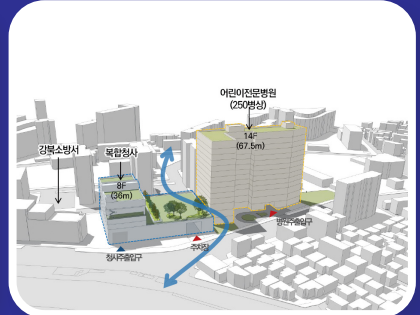 어린이전문병원
(250병상)
14F
(67.5m)
강북소방서
복합청사
8F
(36m)
병원주출입구
주차장
청사주출입구